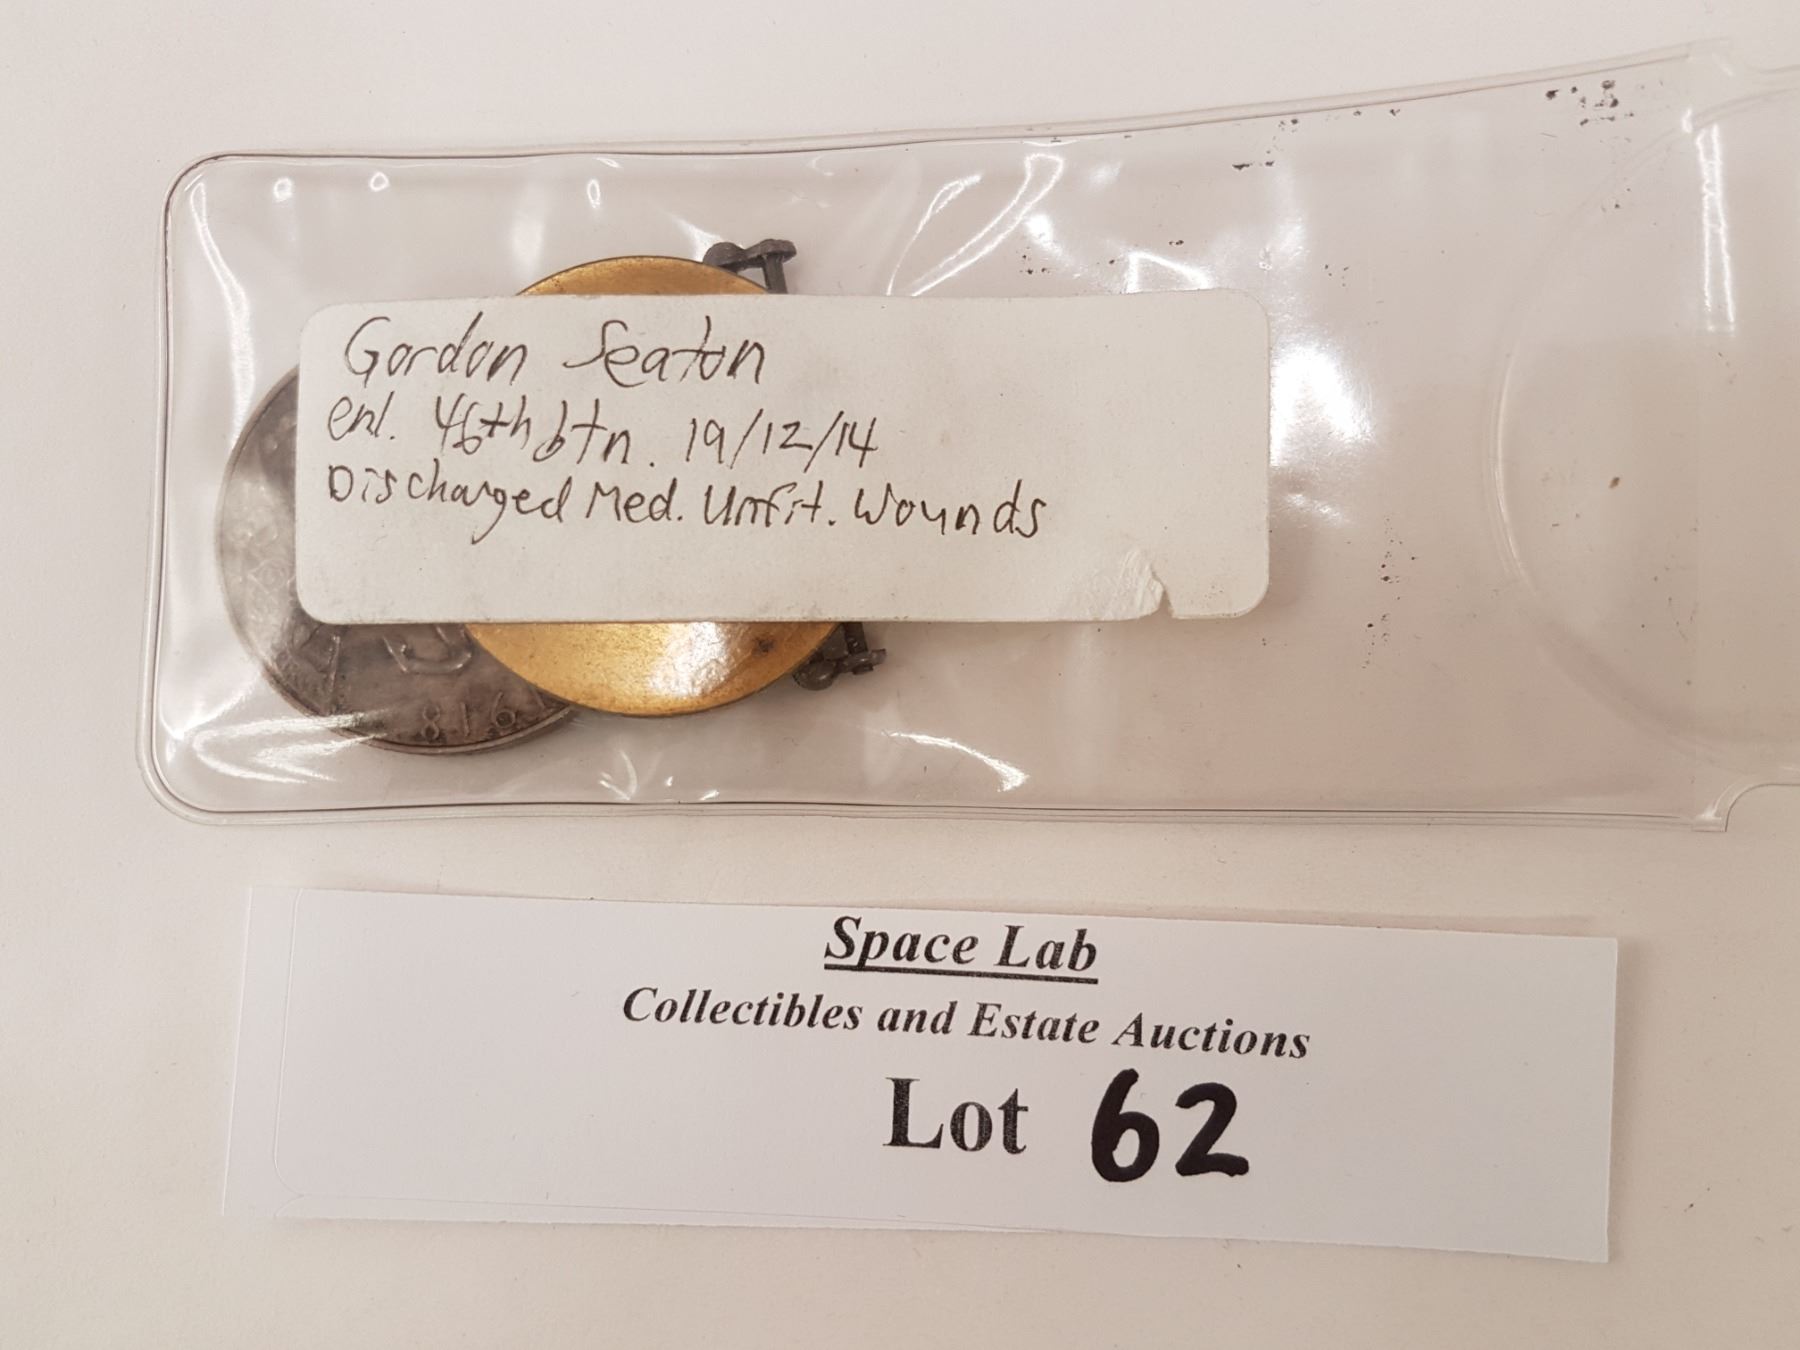 Gordon Seaton
enl. 46th btn. 19/12/14
Discharged Med. Unfit. Wounds
1918
Space Lab
Collectibles and Estate Auctions
Lot 62